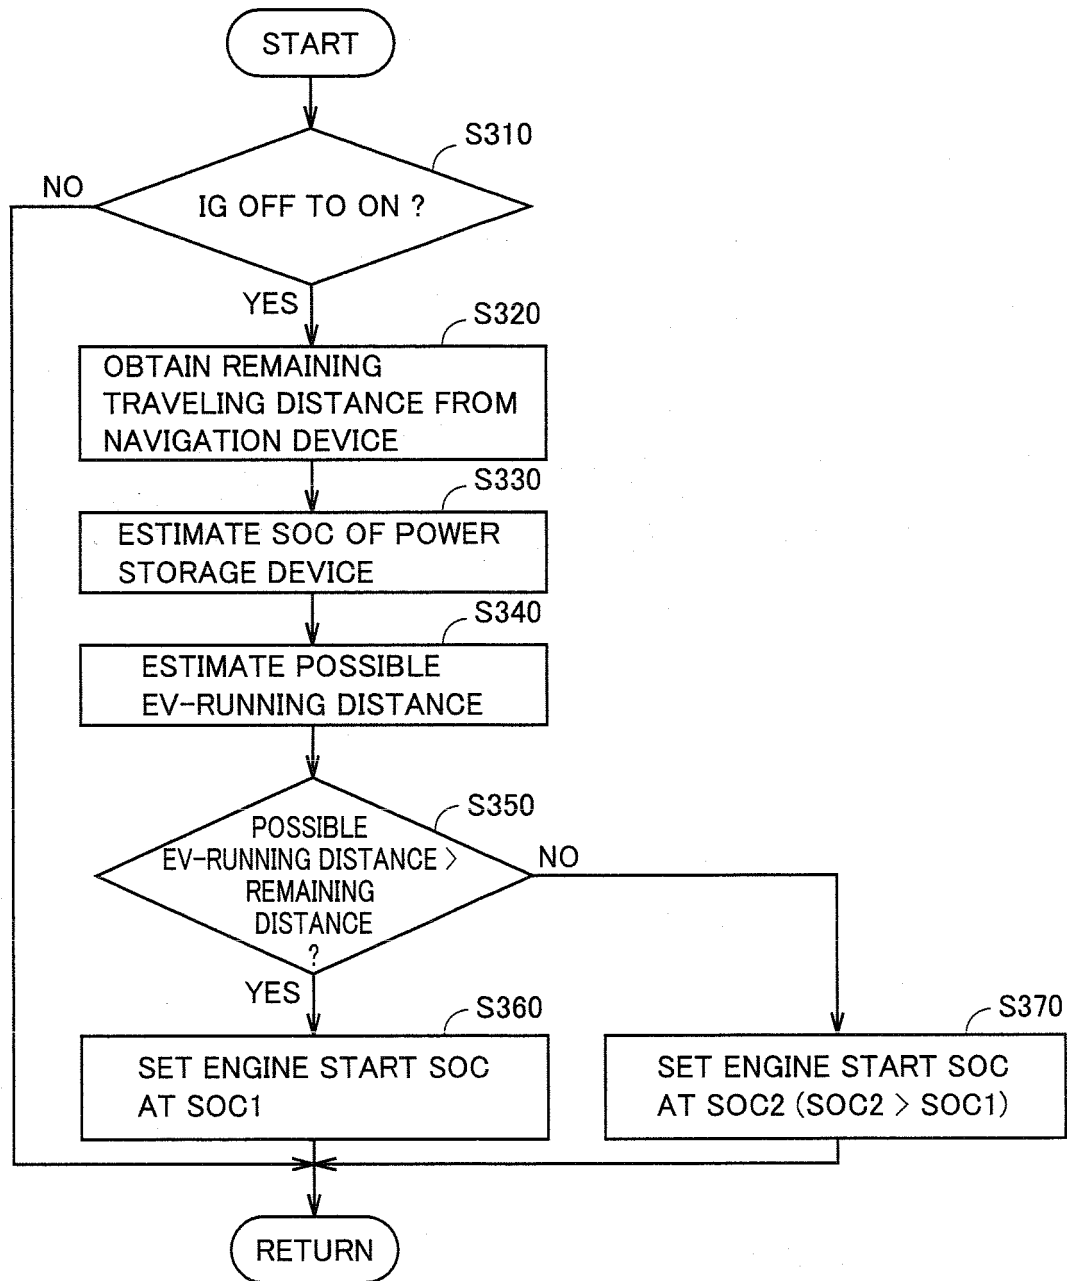 START
S310
NO
IG OFF TO ON ?
YES
S320
OBTAIN REMAINING
TRAVELING DISTANCE FROM
NAVIGATION DEVICE
S330
ESTIMATE SOC OF POWER
STORAGE DEVICE
S340
ESTIMATE POSSIBLE
EV-RUNNING DISTANCE
S350
POSSIBLE
EV-RUNNING DISTANCE >
REMAINING
DISTANCE
?
NO
YES
S360
SET ENGINE START SOC
AT SOC1
S370
SET ENGINE START SOC
AT SOC2 (SOC2 > SOC1)
RETURN